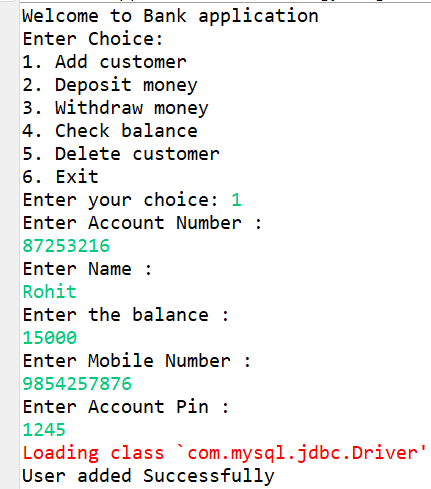 Welcome to Bank application
Enter Choice:
1. Add customer
2. Deposit money
3. Withdraw money
4. Check balance
5. Delete customer
6. Exit
Enter your choice: 1
Enter Account Number :
87253216
Enter Name :
Rohit
Enter the balance :
15000
Enter Mobile Number :
9854257876
Enter Account Pin :
1245
Loading class `com.mysql.jdbc.Driver'
User added Successfully